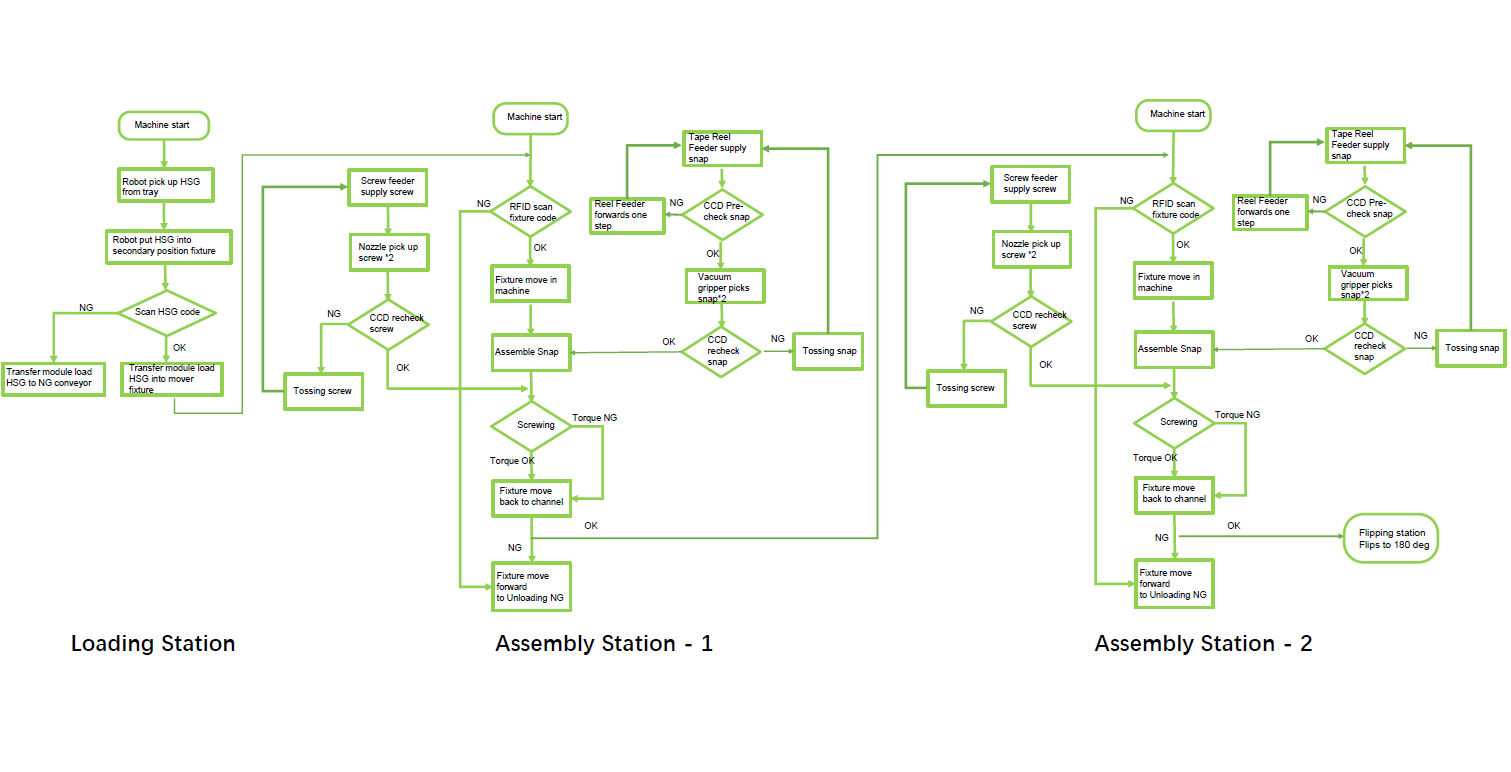 Machine start
Robot pick up HSG
from tray
Robot put HSG into
secondary position fixture
Scan HSG code
NG
OK
Transfer module load
HSG to NG conveyor
Transfer module load
HSG into mover
fixture
Loading Station
Screw feeder
supply screw
Nozzle pick up
screw *2
CCD recheck
screw
NG
OK
Tossing screw
Machine start
RFID scan
fixture code
NG
OK
Fixture move in
machine
Assemble Snap
Screwing
Torque NG
Torque OK
Fixture move
back to channel
OK
NG
Fixture move
forward
to Unloading NG
Tape Reel
Feeder supply
snap
CCD Pre-
check snap
NG
Reel Feeder
forwards one
step
OK
Vacuum
gripper picks
snap*2
CCD
recheck
snap
OK
NG
Tossing snap
Assembly Station - 1
Screw feeder
supply screw
Nozzle pick up
screw *2
CCD recheck
screw
NG
OK
Tossing screw
Machine start
RFID scan
fixture code
NG
OK
Fixture move in
machine
Assemble Snap
Screwing
Torque NG
Torque OK
Fixture move
back to channel
OK
NG
Flipping station
Flips to 180 deg
Fixture move
forward
to Unloading NG
Tape Reel
Feeder supply
snap
CCD Pre-
check snap
NG
Reel Feeder
forwards one
step
OK
Vacuum
gripper picks
snap*2
CCD
recheck
snap
OK
NG
Tossing snap
Assembly Station - 2